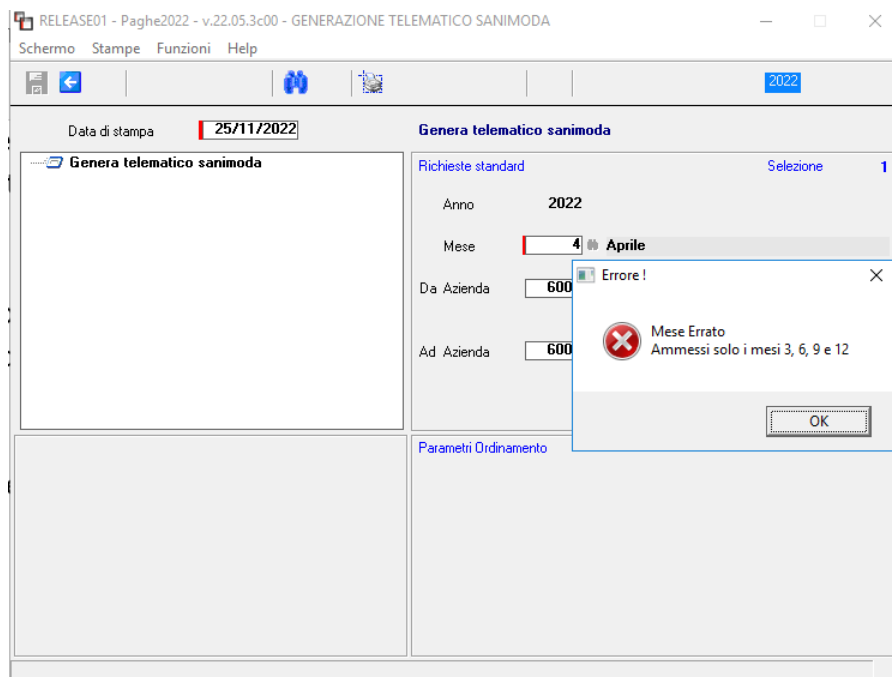 RELEASE01 - Paghe2022 - v.22.05.3c00 - GENERAZIONE TELEMATICO SANIMODA
Schermo Stampe Funzioni Help
2022
Data di stampa 25/11/2022
Genera telematico sanimoda
Genera telematico sanimoda
Richieste standard Selezione 1
Anno 2022
Mese 4 Aprile
Da Azienda 600
Ad Azienda 600
Errore !
Mese Errato
Ammessi solo i mesi 3, 6, 9 e 12
OK
Parametri Ordinamento